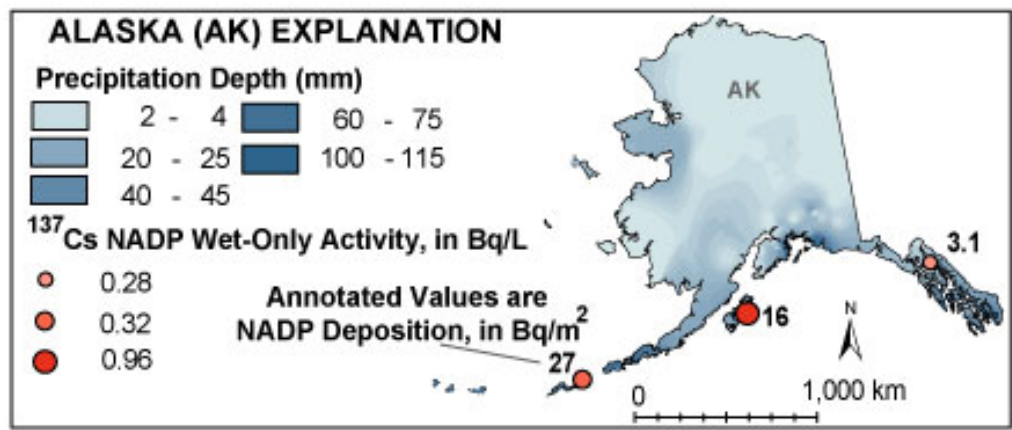 ALASKA (AK) EXPLANATION
Precipitation Depth (mm)
2 - 4 60 - 75
20 - 25 100 - 115
40 - 45
137Cs NADP Wet-Only Activity, in Bq/L
0.28
0.32
0.96
Annotated Values are
NADP Deposition, in Bq/m2
AK
3.1
16
27
N
0 1,000 km